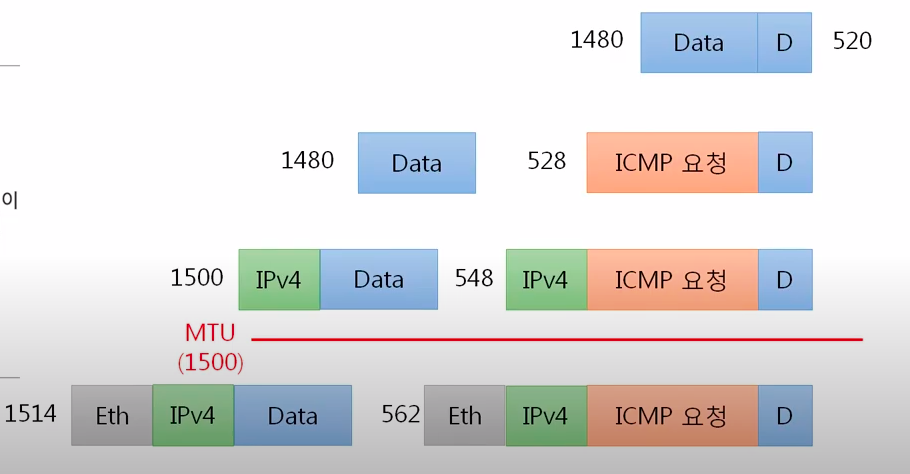 1480 Data D 520
1480 Data 528 ICMP 요청 D
이
1500 IPv4 Data 548 IPv4 ICMP 요청 D
MTU
(1500)
1514 Eth IPv4 Data 562 Eth IPv4 ICMP 요청 D